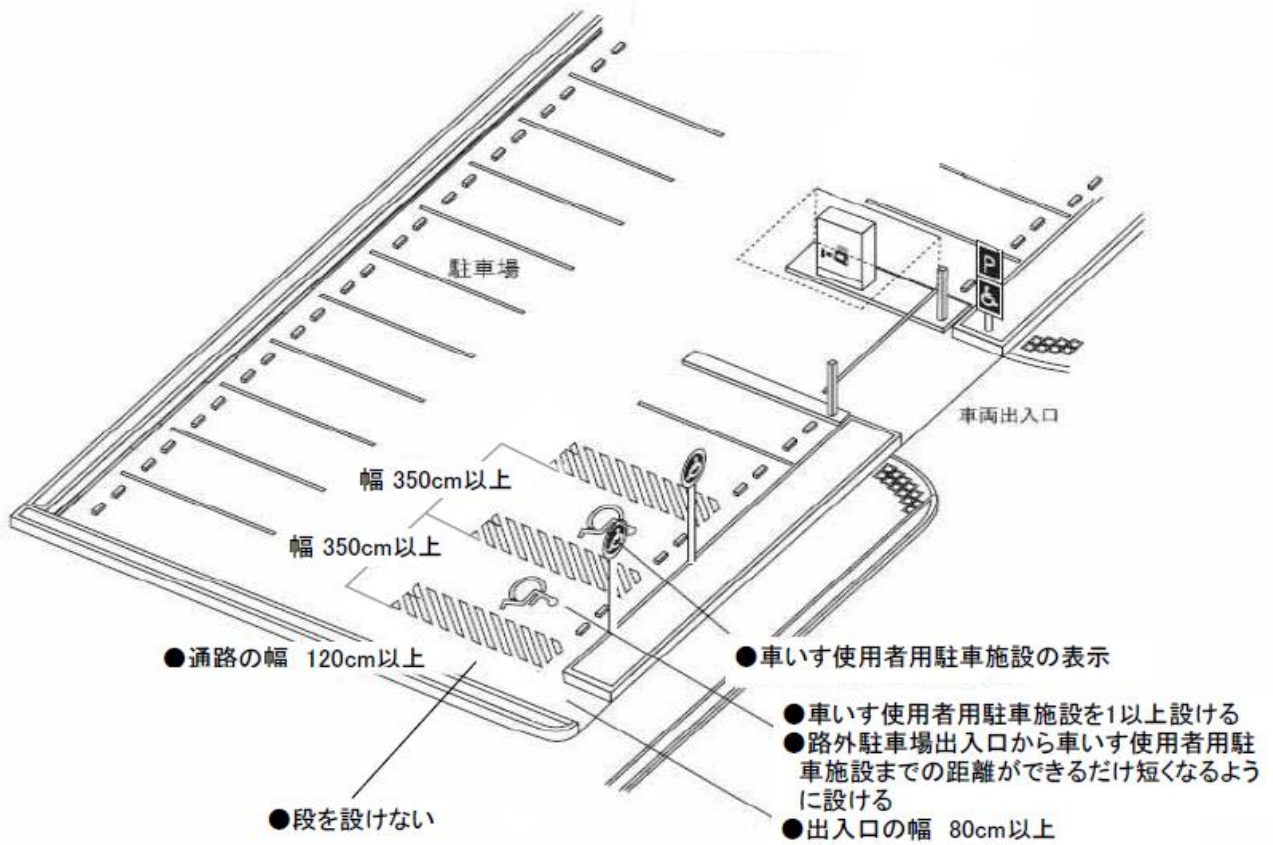 P
駐車場
車両出入口
幅 350cm以上
幅 350cm以上
●通路の幅 120cm以上
●車いす使用者用駐車施設の表示
●車いす使用者用駐車施設を1以上設ける
●路外駐車場出入口から車いす使用者用駐
車施設までの距離ができるだけ短くなるよう
に設ける
●段を設けない
●出入口の幅 80cm以上